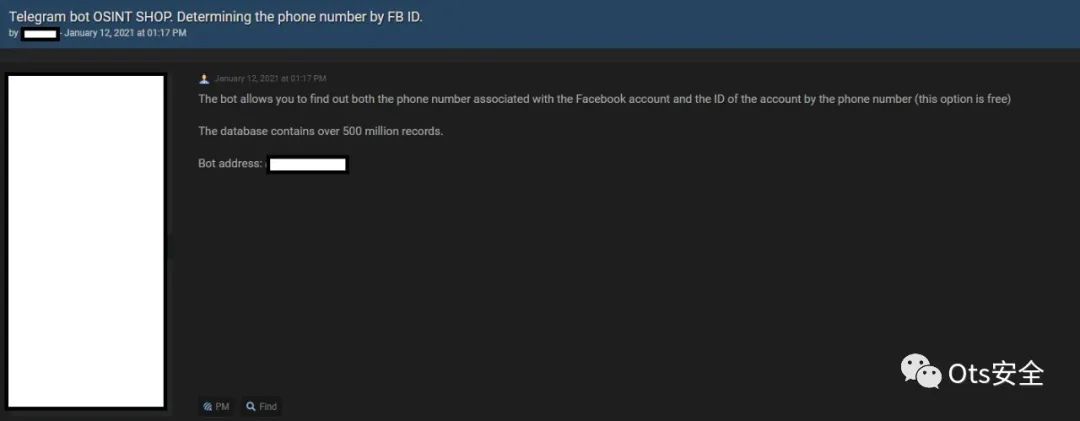 Telegram bot OSINT SHOP. Determining the phone number by FB ID.
by - January 12, 2021 at 01:17 PM
January 12, 2021 at 01:17 PM
The bot allows you to find out both the phone number associated with the Facebook account and the ID of the account by the phone number (this option is free)
The database contains over 500 million records.
Bot address:
Ots安全
PM Find